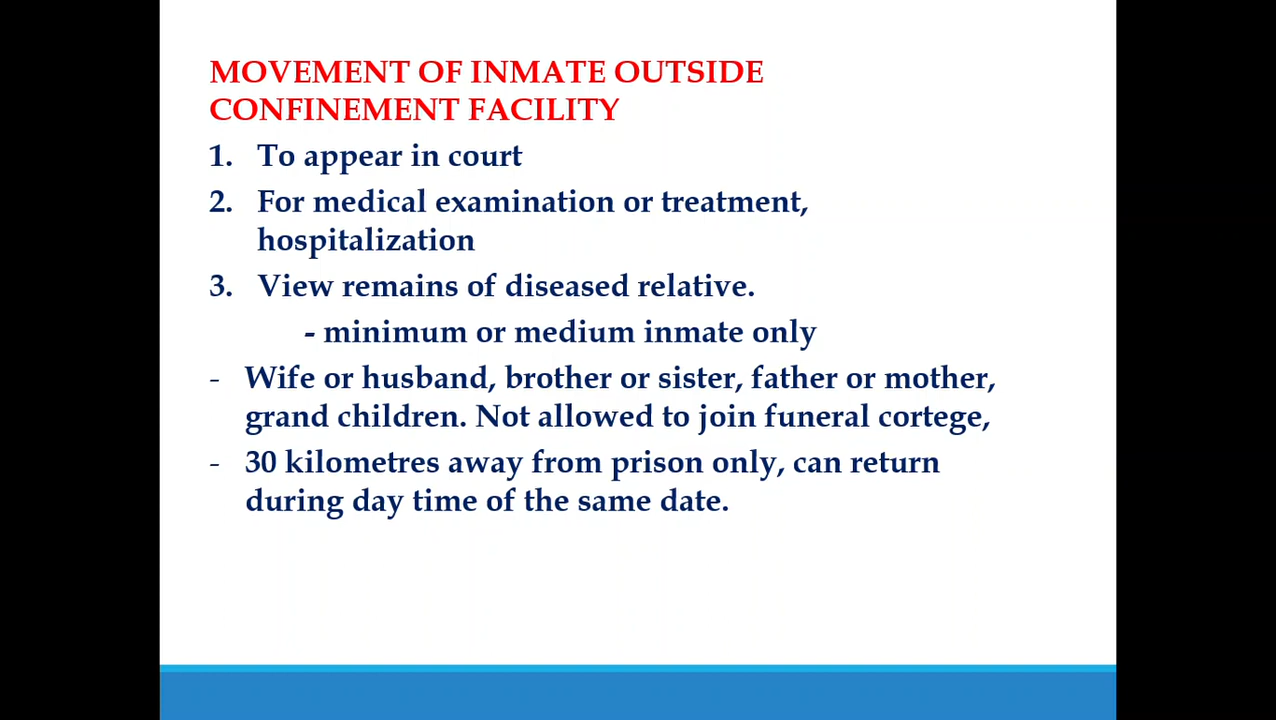 MOVEMENT OF INMATE OUTSIDE
CONFINEMENT FACILITY
1. To appear in court
2. For medical examination or treatment,
hospitalization
3. View remains of diseased relative.
- minimum or medium inmate only
- Wife or husband, brother or sister, father or mother,
grand children. Not allowed to join funeral cortege,
- 30 kilometres away from prison only, can return
during day time of the same date.